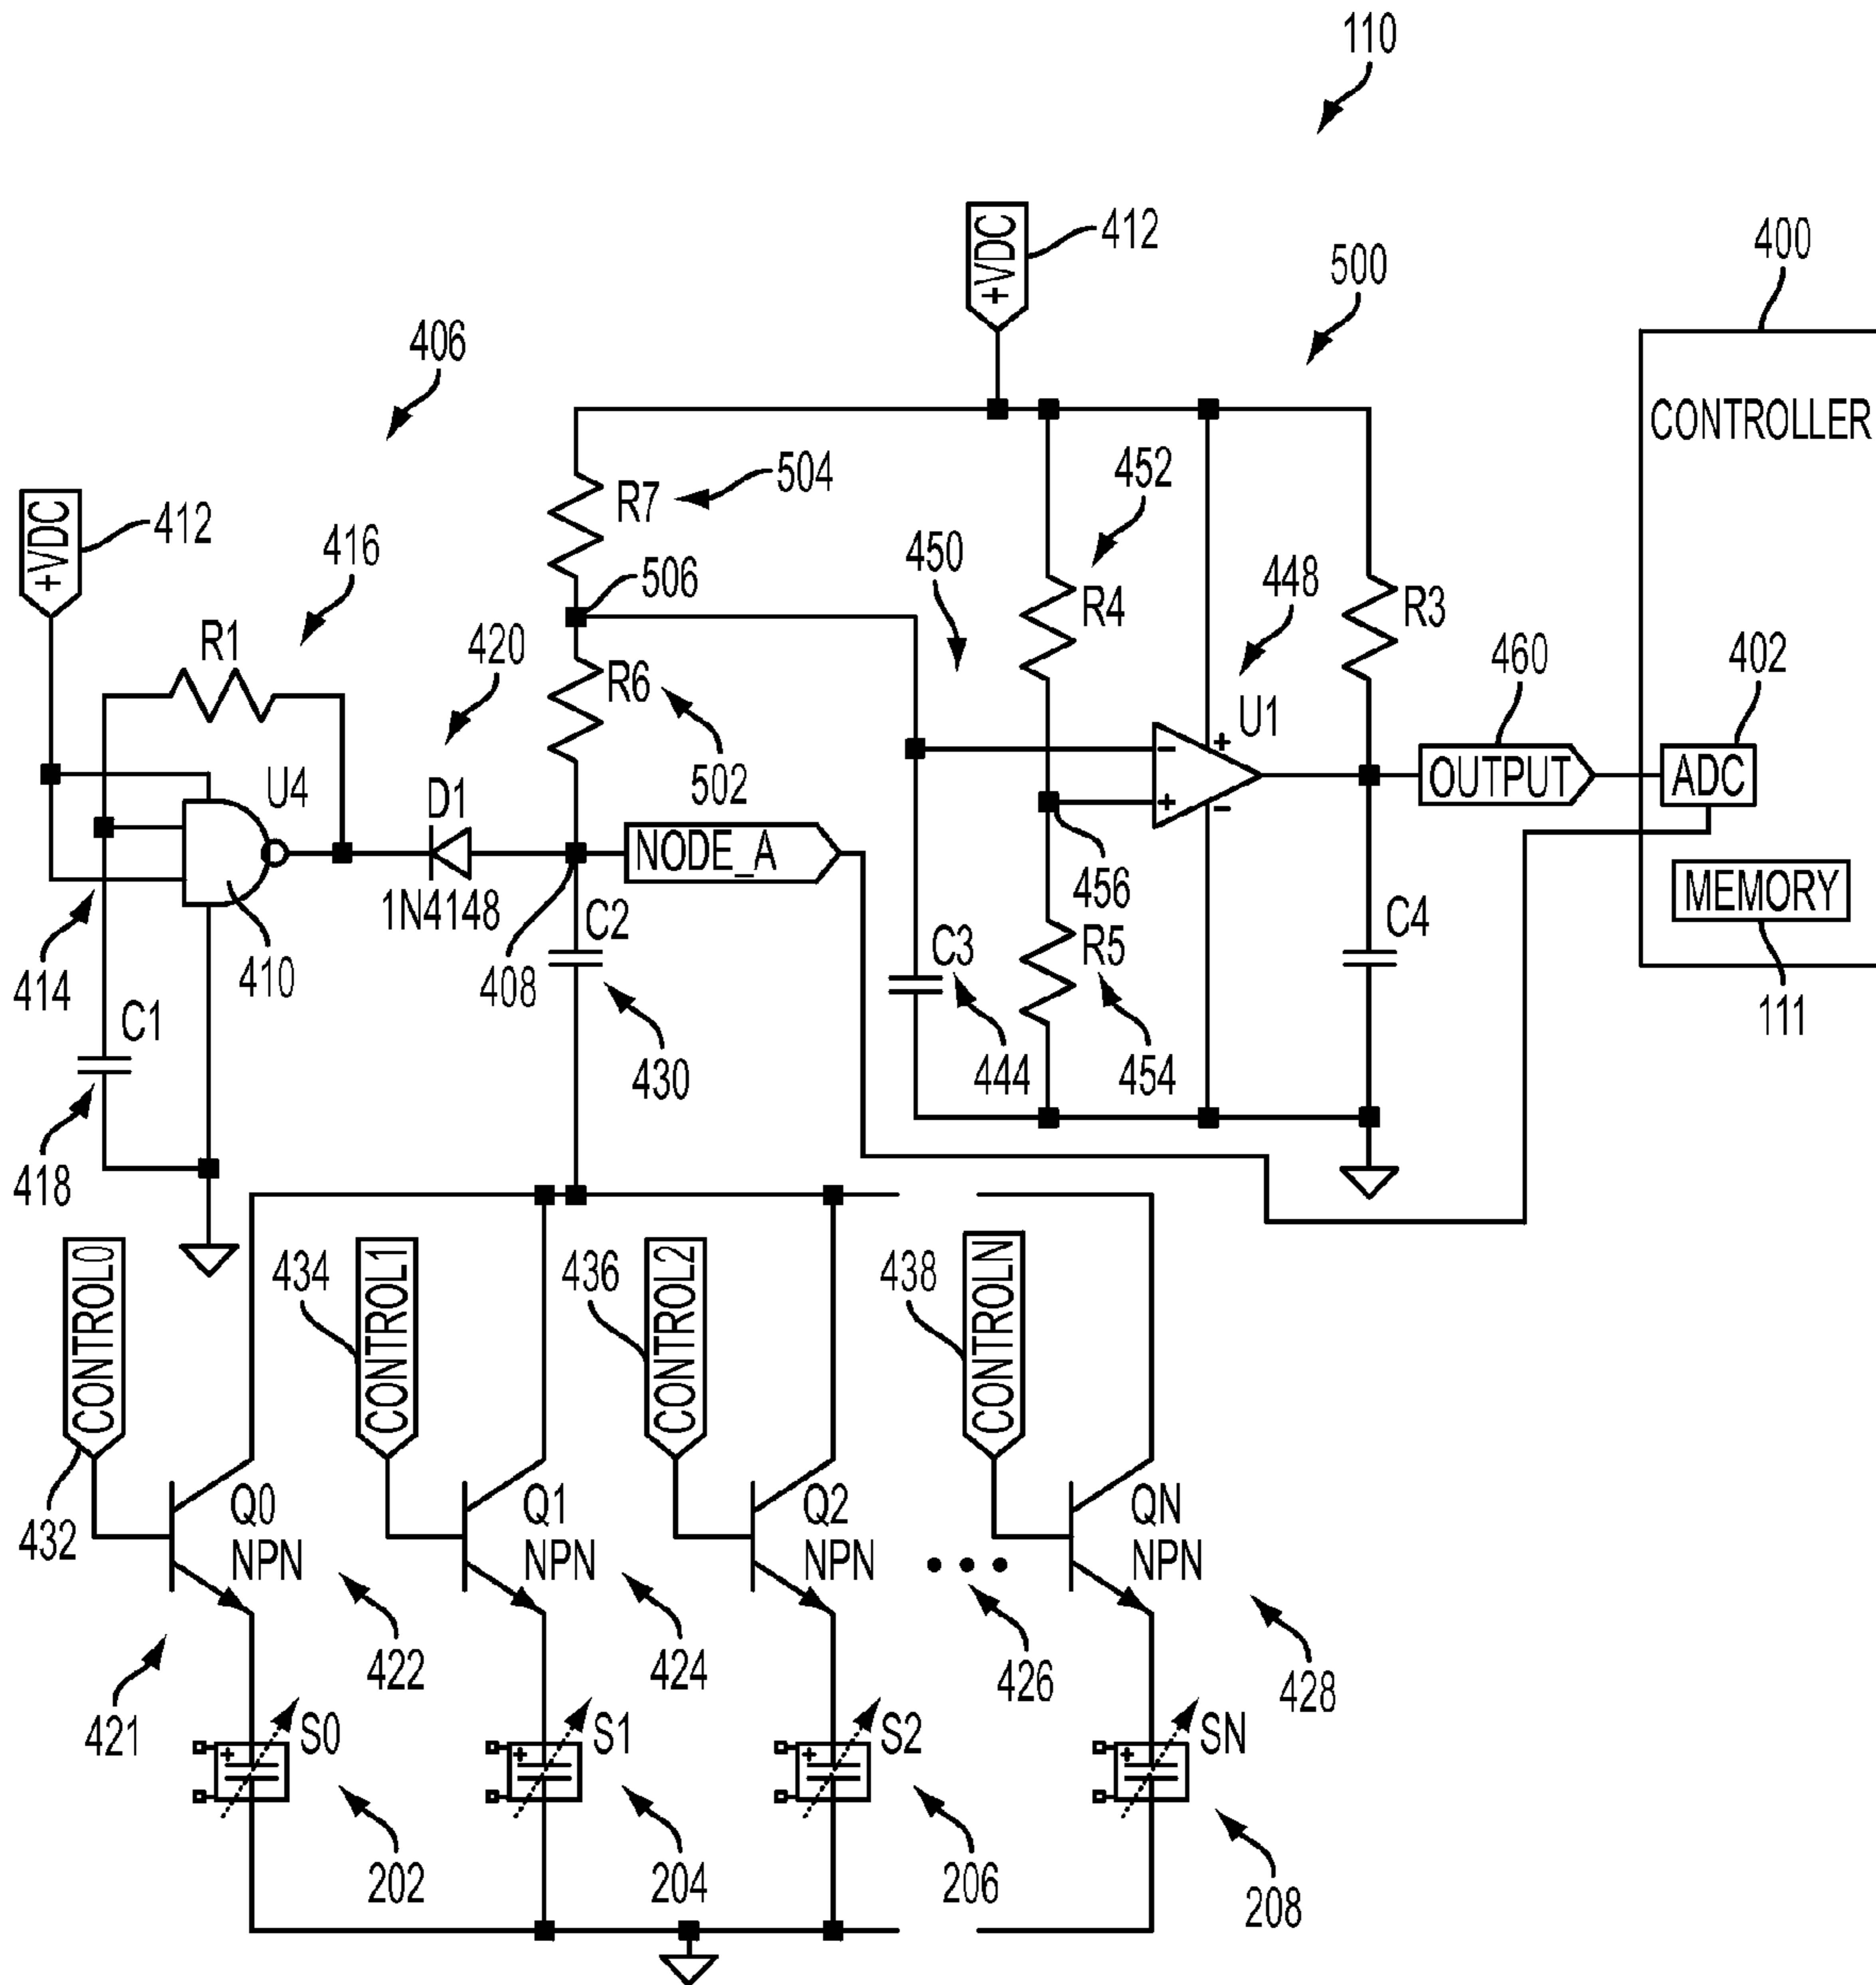 110
+VDC
412
400
500
406
CONTROLLER
+VDC
412
416
R7
504
452
450
448
506
R1
420
R4
R3
460
402
R6
U1
U4
D1
502
-
+
OUTPUT
ADC
+
-
NODE_A
1N4148
456
MEMORY
C2
C3
R5
C4
414
410
408
111
C1
430
444
454
418
CONTROL0
434
CONTROL1
436
CONTROL2
438
CONTROLN
432
Q0
NPN
Q1
NPN
Q2
NPN
QN
NPN
421
422
424
426
428
+
S0
+
S1
+
S2
+
SN
202
204
206
208